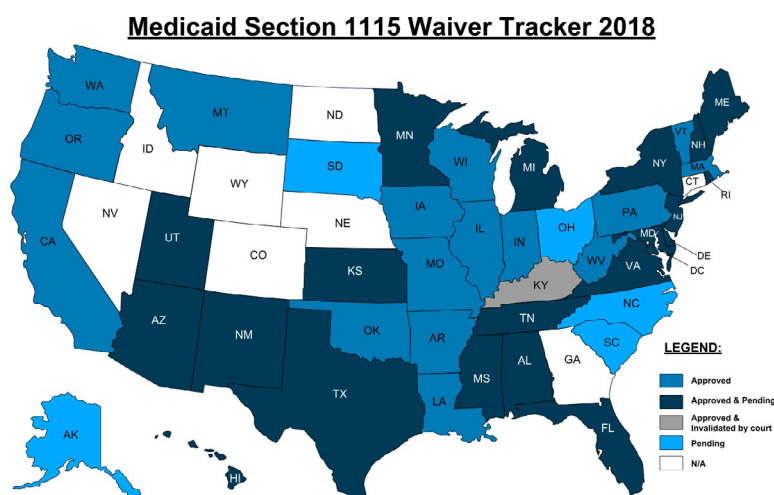 Medicaid Section 1115 Waiver Tracker 2018
WA
MT
ND
MN
ME
OR
ID
SD
WI
MI
VT
NH
NY
MA
CT
RI
WY
IA
NE
PA
NJ
NV
UT
CO
IL
IN
OH
MD
DE
DC
CA
KS
MO
WV
VA
KY
AZ
NM
OK
AR
TN
NC
SC
TX
LA
MS
AL
GA
FL
AK
HI
LEGEND:
Approved
Approved & Pending
Approved &
Invalidated by court
Pending
N/A